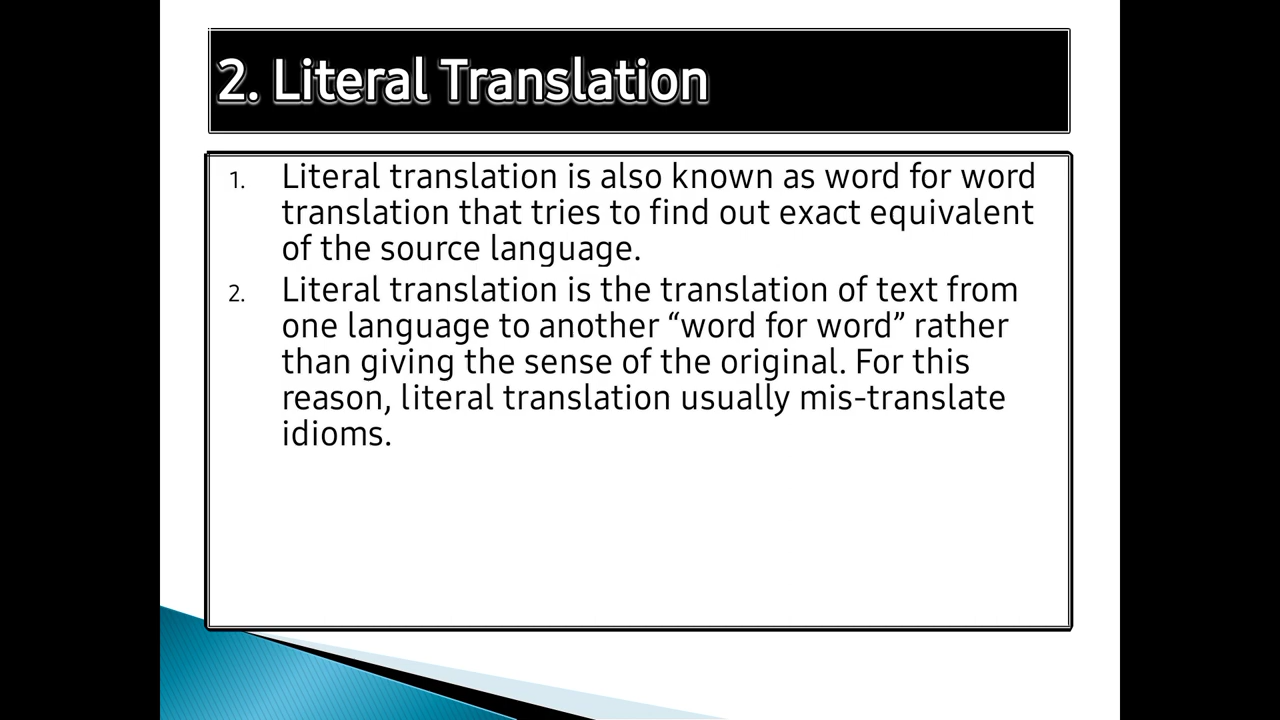 2. Literal Translation
1. Literal translation is also known as word for word
translation that tries to find out exact equivalent
of the source language.
2. Literal translation is the translation of text from
one language to another “word for word” rather
than giving the sense of the original. For this
reason, literal translation usually mis-translate
idioms.